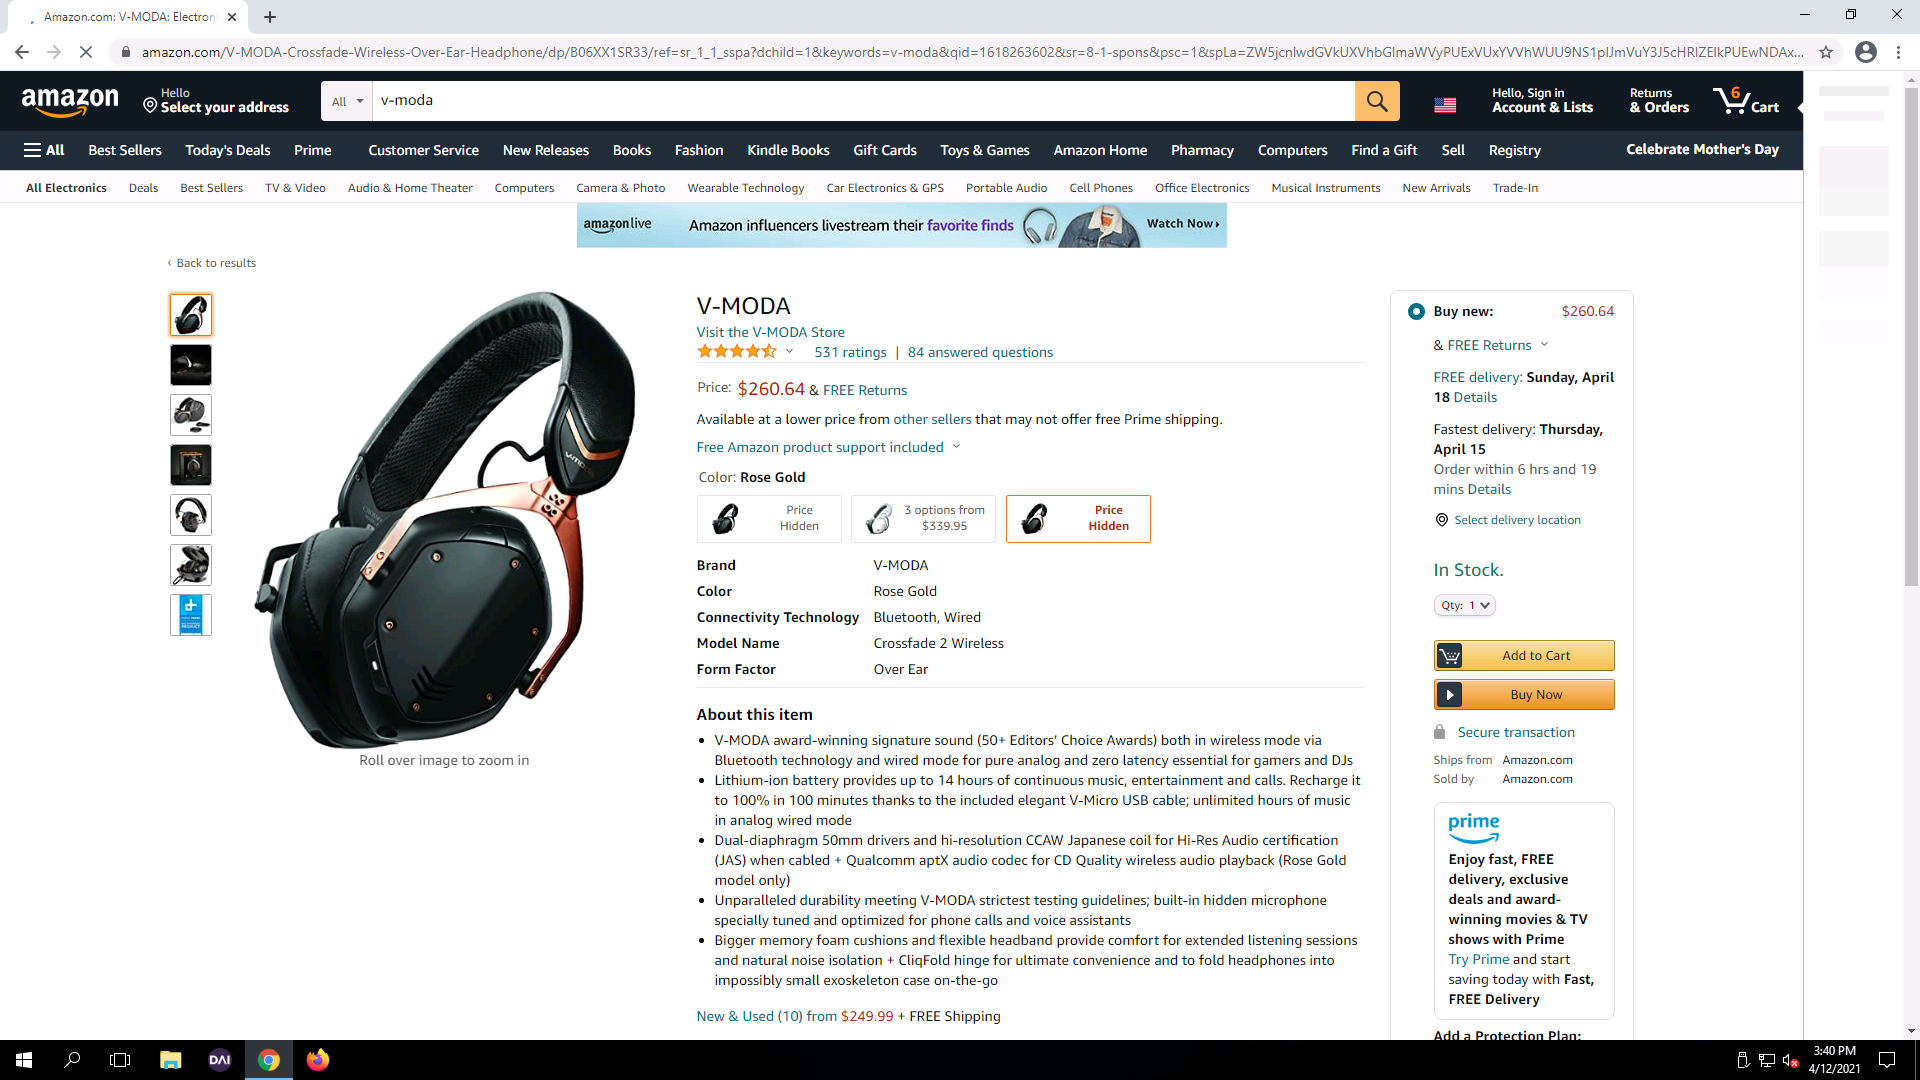 Amazon.com: V-MODA: Electron
amazon.com/V-MODA-Crossfade-Wireless-Over-Ear-Headphone/dp/B06XX1SR33/ref=sr_1_1_sspa?dchild=1&keywords=v-moda&qid=1618263602&sr=8-1-spons&psc=1&spLa=ZW5jcnlwdGVkUXVhbGlmaWVyPUExVUxYVVhWUU9NS1pIJmVuY3J5cHRlZElkPUEwNDAx...
amazon
Hello
Select your address
All
v-moda
Hello, Sign in
Account & Lists
Returns
& Orders
6
Cart
All
Best Sellers
Today's Deals
Prime
Customer Service
New Releases
Books
Fashion
Kindle Books
Gift Cards
Toys & Games
Amazon Home
Pharmacy
Computers
Find a Gift
Sell
Registry
Celebrate Mother's Day
All Electronics
Deals
Best Sellers
TV & Video
Audio & Home Theater
Computers
Camera & Photo
Wearable Technology
Car Electronics & GPS
Portable Audio
Cell Phones
Office Electronics
Musical Instruments
New Arrivals
Trade-In
amazon live
Amazon influencers livestream their favorite finds
Watch Now
‹ Back to results
Roll over image to zoom in
V-MODA
Visit the V-MODA Store
531 ratings | 84 answered questions
Price: $260.64 & FREE Returns
Available at a lower price from other sellers that may not offer free Prime shipping.
Free Amazon product support included
Color: Rose Gold
Price
Hidden
3 options from
$339.95
Price
Hidden
Brand V-MODA
Color Rose Gold
Connectivity Technology Bluetooth, Wired
Model Name Crossfade 2 Wireless
Form Factor Over Ear
About this item
• V-MODA award-winning signature sound (50+ Editors' Choice Awards) both in wireless mode via
Bluetooth technology and wired mode for pure analog and zero latency essential for gamers and DJs
• Lithium-ion battery provides up to 14 hours of continuous music, entertainment and calls. Recharge it
to 100% in 100 minutes thanks to the included elegant V-Micro USB cable; unlimited hours of music
in analog wired mode
• Dual-diaphragm 50mm drivers and hi-resolution CCAW Japanese coil for Hi-Res Audio certification
(JAS) when cabled + Qualcomm aptX audio codec for CD Quality wireless audio playback (Rose Gold
model only)
• Unparalleled durability meeting V-MODA strictest testing guidelines; built-in hidden microphone
specially tuned and optimized for phone calls and voice assistants
• Bigger memory foam cushions and flexible headband provide comfort for extended listening sessions
and natural noise isolation + CliqFold hinge for ultimate convenience and to fold headphones into
impossibly small exoskeleton case on-the-go
New & Used (10) from $249.99 + FREE Shipping
Buy new: $260.64
& FREE Returns
FREE delivery: Sunday, April
18 Details
Fastest delivery: Thursday,
April 15
Order within 6 hrs and 19
mins Details
Select delivery location
In Stock.
Qty: 1
Add to Cart
Buy Now
Secure transaction
Ships from Amazon.com
Sold by Amazon.com
prime
Enjoy fast, FREE
delivery, exclusive
deals and award-
winning movies & TV
shows with Prime
Try Prime and start
saving today with Fast,
FREE Delivery
Add a Protection Plan:
DAI
3:40 PM
4/12/2021